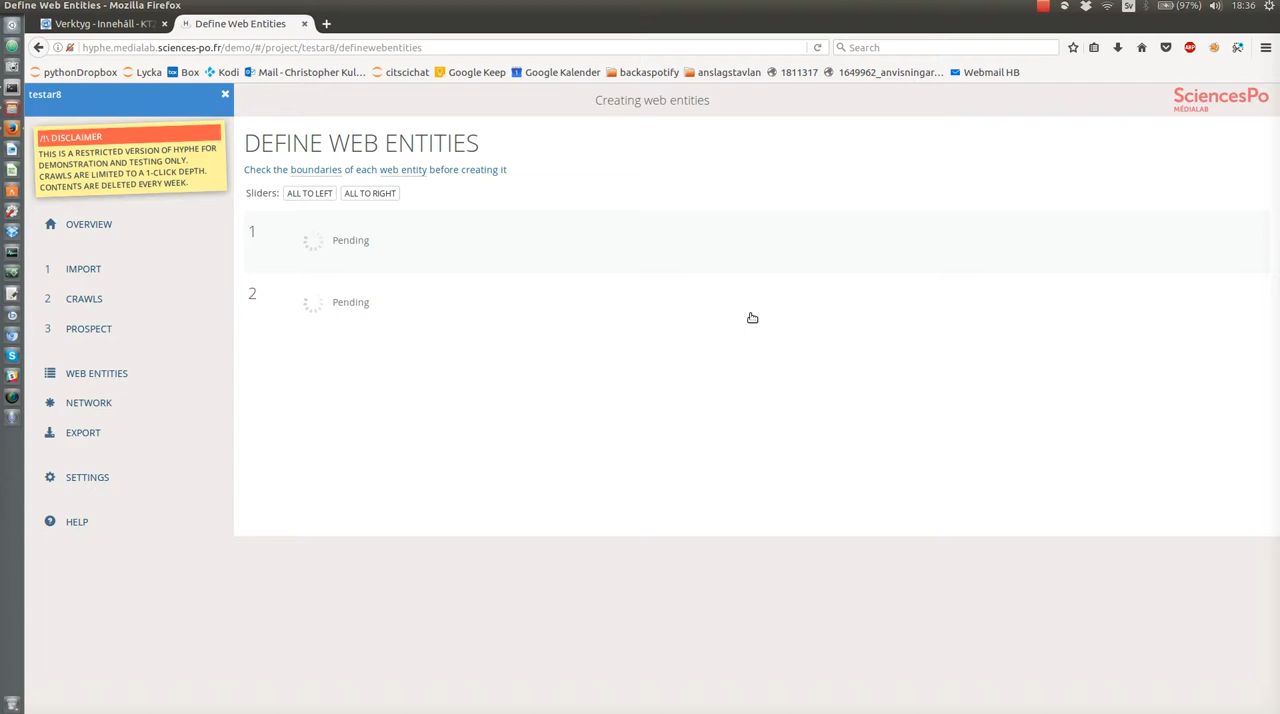 Define Web Entities - Mozilla Firefox
Sv
(97%)
18:36
Verktyg - Innehåll - KT
Define Web Entities
hyphe.medialab.sciences-po.fr/demo/#/project/testar8/definewebentities
Search
ABP
pythonDropbox
Lycka
box Box
Kodi
Mail - Christopher Kul...
citscichat
Google Keep
Google Kalender
backaspotify
anslagstavlan
1811317
1649962_anvisningar...
Webmail HB
testar8
Creating web entities
SciencesPo
MÉDIALAB
/!\ DISCLAIMER
THIS IS A RESTRICTED VERSION OF HYPHE FOR
DEMONSTRATION AND TESTING ONLY.
CRAWLS ARE LIMITED TO A 1-CLICK DEPTH.
CONTENTS ARE DELETED EVERY WEEK.
DEFINE WEB ENTITIES
Check the boundaries of each web entity before creating it
Sliders: ALL TO LEFT ALL TO RIGHT
OVERVIEW
1 Pending
1 IMPORT
2 CRAWLS
2 Pending
3 PROSPECT
WEB ENTITIES
NETWORK
EXPORT
SETTINGS
HELP